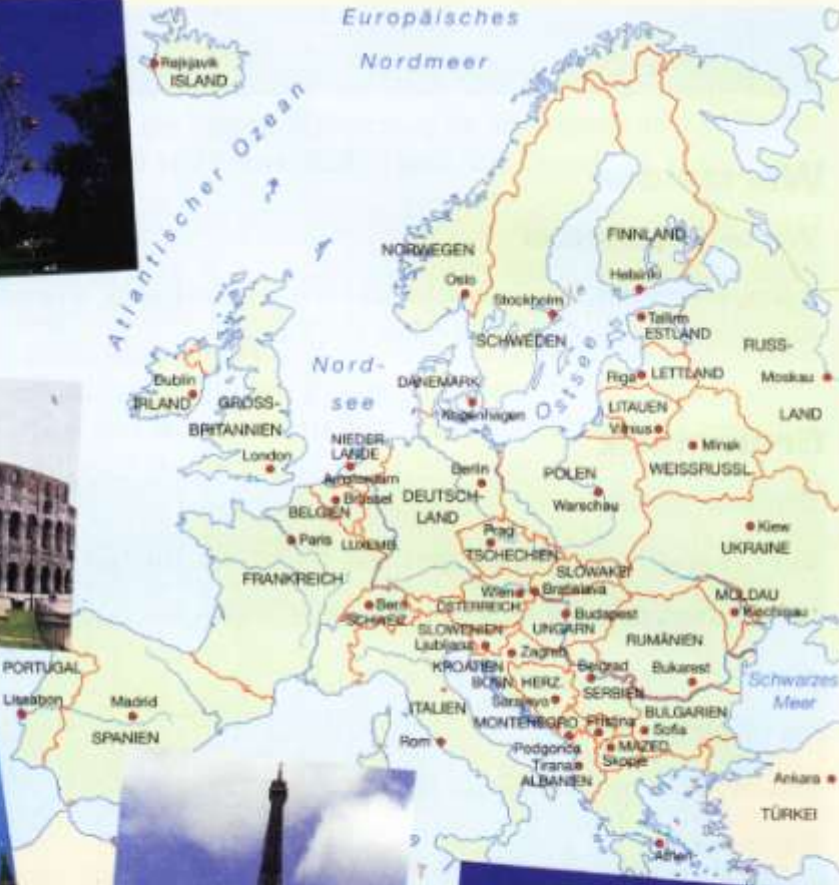 Europäisches
Nordmeer
Rejkjavik
ISLAND
Atlantischer Ozean
NORWEGEN
FINNLAND
Oslo
Helsinki
Stockholm
Tallinn
SCHWEDEN
ESTLAND
RUSS-
Nord-
see
DÄNEMARK
Ostsee
Riga
LETTLAND
Moskau
Dublin
IRLAND
GROSS-
BRITANNIEN
Kopenhagen
LITAUEN
Vilnius
LAND
Minsk
WEISSRUSSL.
London
NIEDER
LANDE
Amsterdam
Berlin
POLEN
Brüssel
BELGIEN
DEUTSCH-
LAND
Warschau
Paris
LUXEMB.
Prag
TSCHECHIEN
Kiew
UKRAINE
FRANKREICH
SLOWAKEI
Wien
Bratislava
MOLDAU
Bern
SCHWEIZ
ÖSTERREICH
Budapest
UNGARN
SLOWENIEN
Ljubljana
Zagreb
RUMÄNIEN
PORTUGAL
KROATIEN
Belgrad
Bukarest
BOSN. HERZ.
SERBIEN
Schwarzes
Meer
Lissabon
Madrid
Sarajevo
ITALIEN
BULGARIEN
SPANIEN
MONTENEGRO
Pristina
Sofia
Rom
Podgorica
MAZED.
Skopje
Tirana
ALBANIEN
Ankara
TÜRKEI
Athen